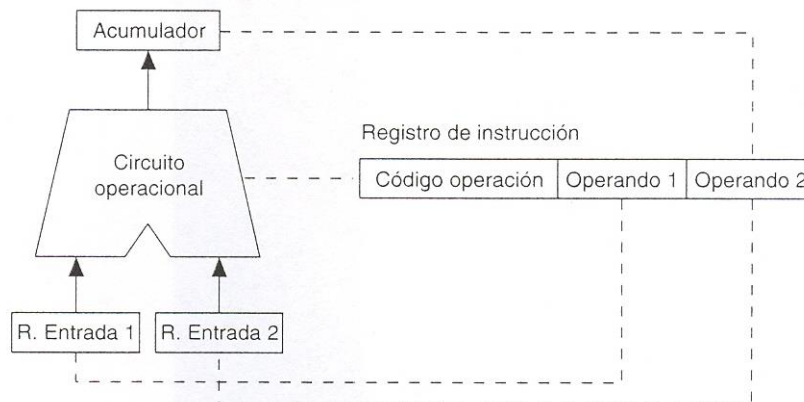 Acumulador
Registro de instrucción
Circuito
operacional
Código operación
Operando 1
Operando 2
R. Entrada 1
R. Entrada 2